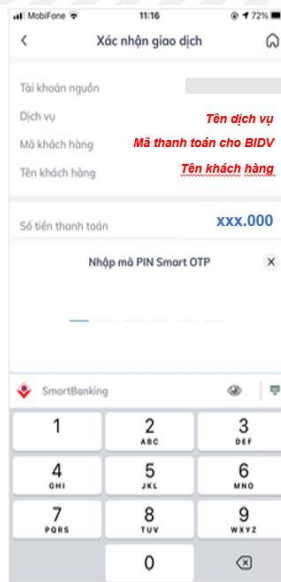 MobiFone 11:16 72%
Xác nhận giao dịch
Tài khoản nguồn
Dịch vụ Tên dịch vụ
Mã khách hàng Mã thanh toán cho BIDV
Tên khách hàng Tên khách hàng
Số tiền thanh toán xxx.000
Nhập mã PIN Smart OTP
SmartBanking
1 2 3
ABC DEF
4 5 6
GHI JKL MNO
7 8 9
PQRS TUV WXYZ
0